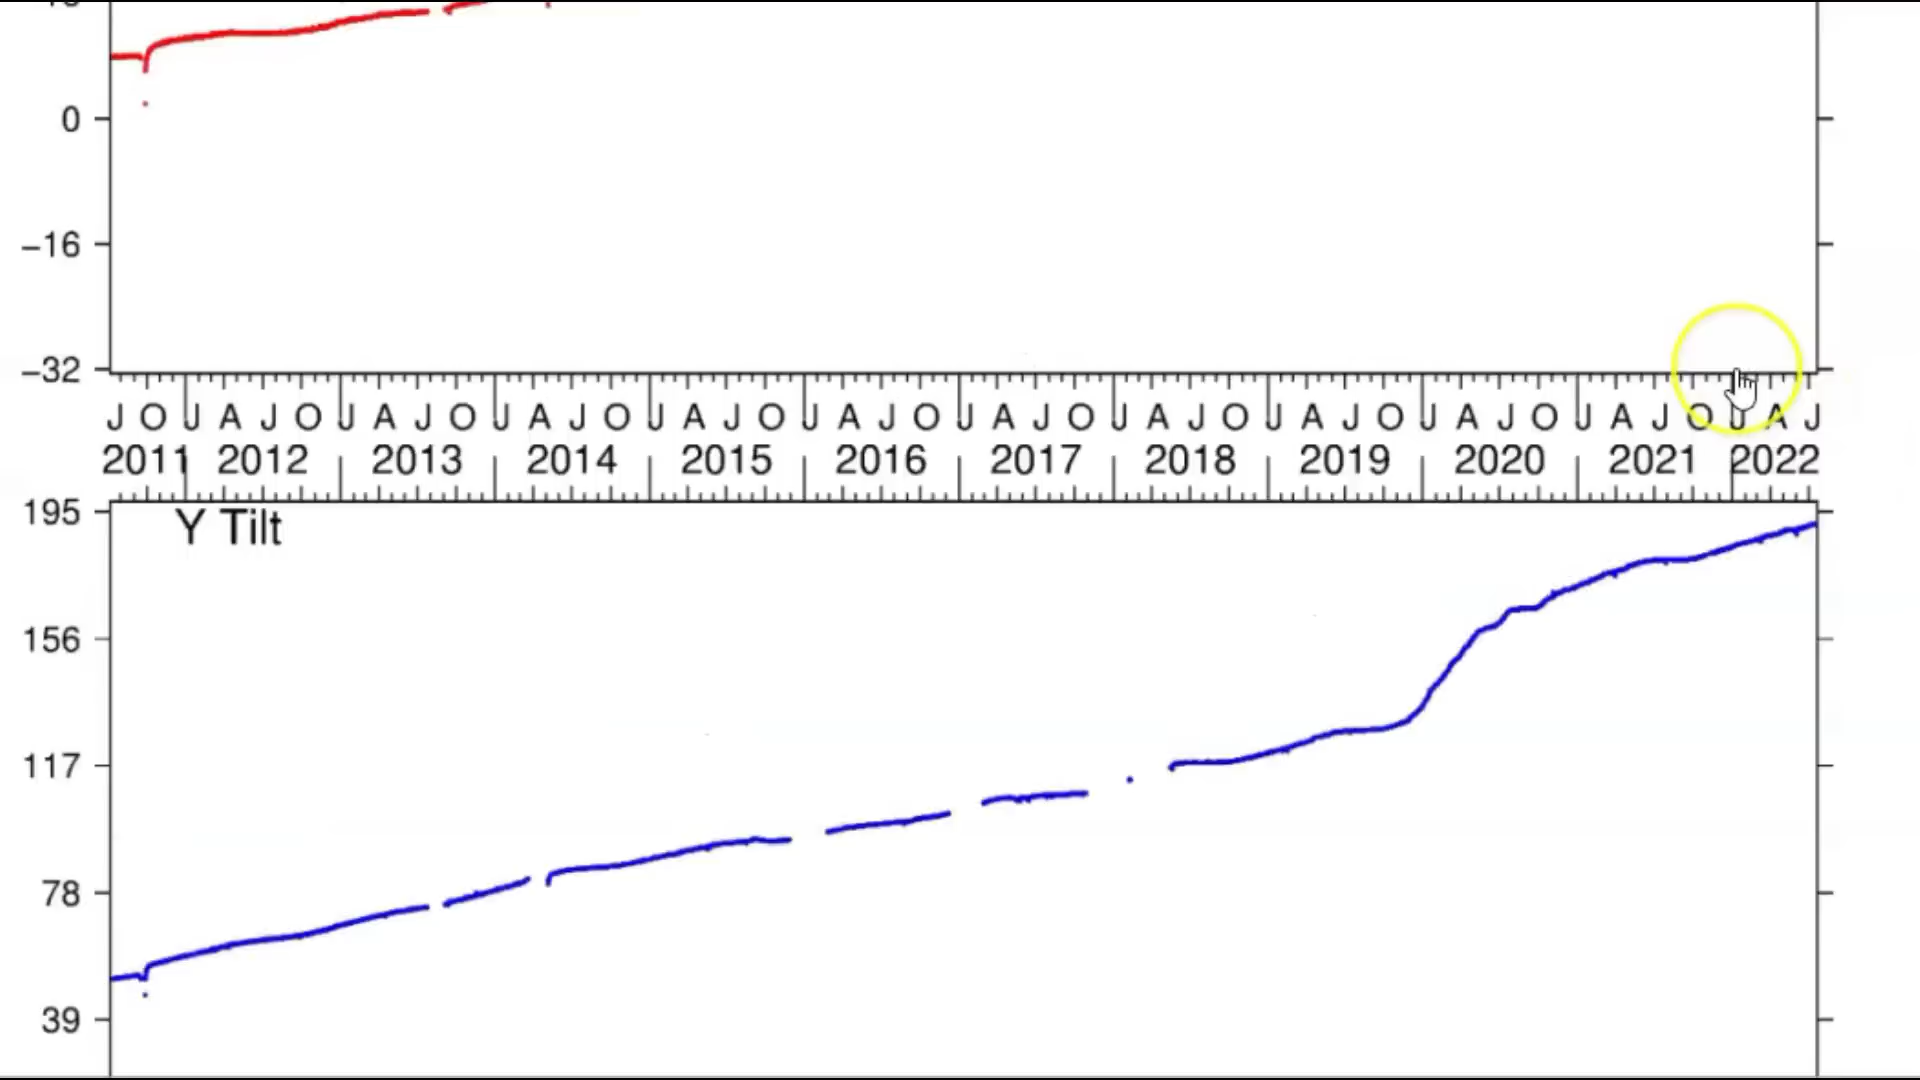 0
−16
−32
J O J A J O J A J O J A J O J A J O J A J O J A J O J A J O J A J O J A J O J A J O J A J
2011 2012 2013 2014 2015 2016 2017 2018 2019 2020 2021 2022
195
Y Tilt
156
117
78
39